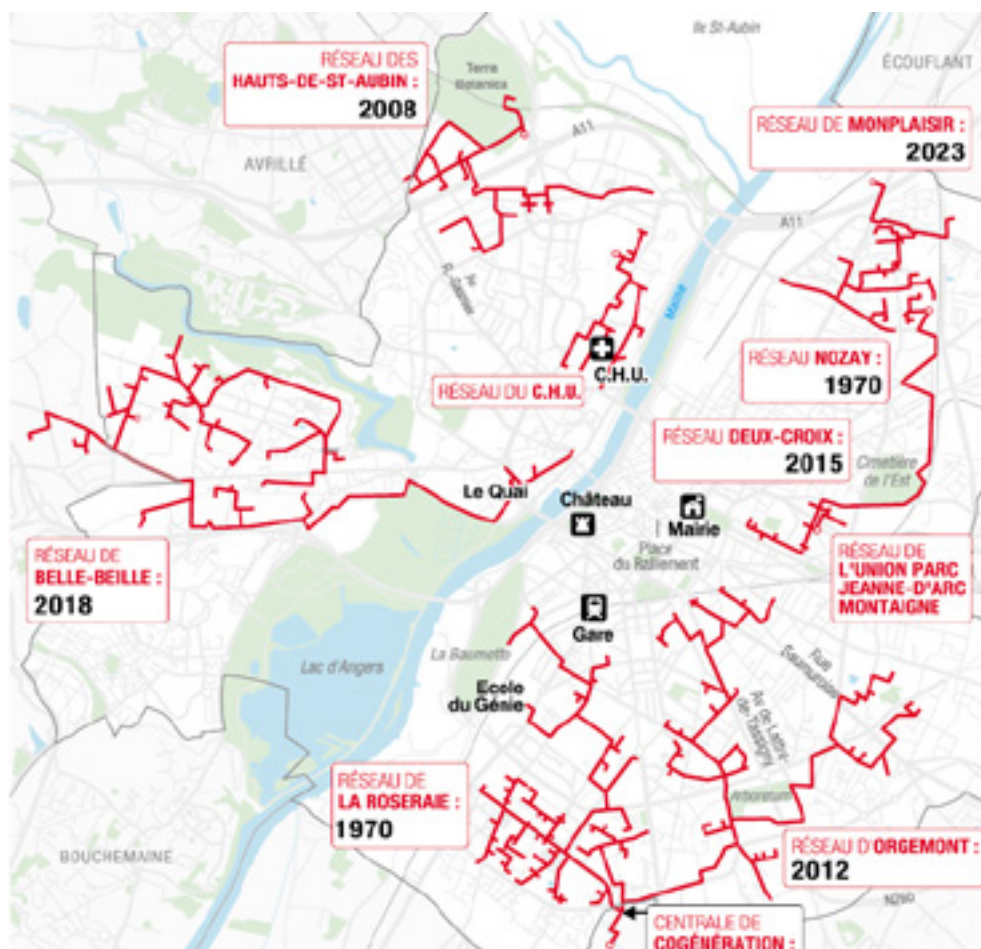 Ile St-Aubin
RÉSEAU DES
HAUTS-DE-ST-AUBIN :
2008
Terra
Botanica
ÉCOUFLANT
A11
RÉSEAU DE MONPLAISIR :
2023
AVRILLÉ
A11
Maine
C.H.U.
RÉSEAU DU C.H.U.
RÉSEAU NOZAY :
1970
RÉSEAU DEUX-CROIX :
2015
Cimetière
de l'Est
Le Quai
Château
Mairie
Place
du Ralliement
RÉSEAU DE
BELLE-BEILLE :
2018
RÉSEAU DE
L'UNION PARC
JEANNE-D'ARC
MONTAIGNE
Gare
La Baumette
Lac d'Angers
Rue
Saumuroise
Ecole
du Génie
Av de Lattre-
de-Tassigny
Arboretum
RÉSEAU DE
LA ROSERAIE :
1970
BOUCHEMAINE
RÉSEAU D'ORGEMONT :
2012
CENTRALE DE
COGÉNÉRATION :